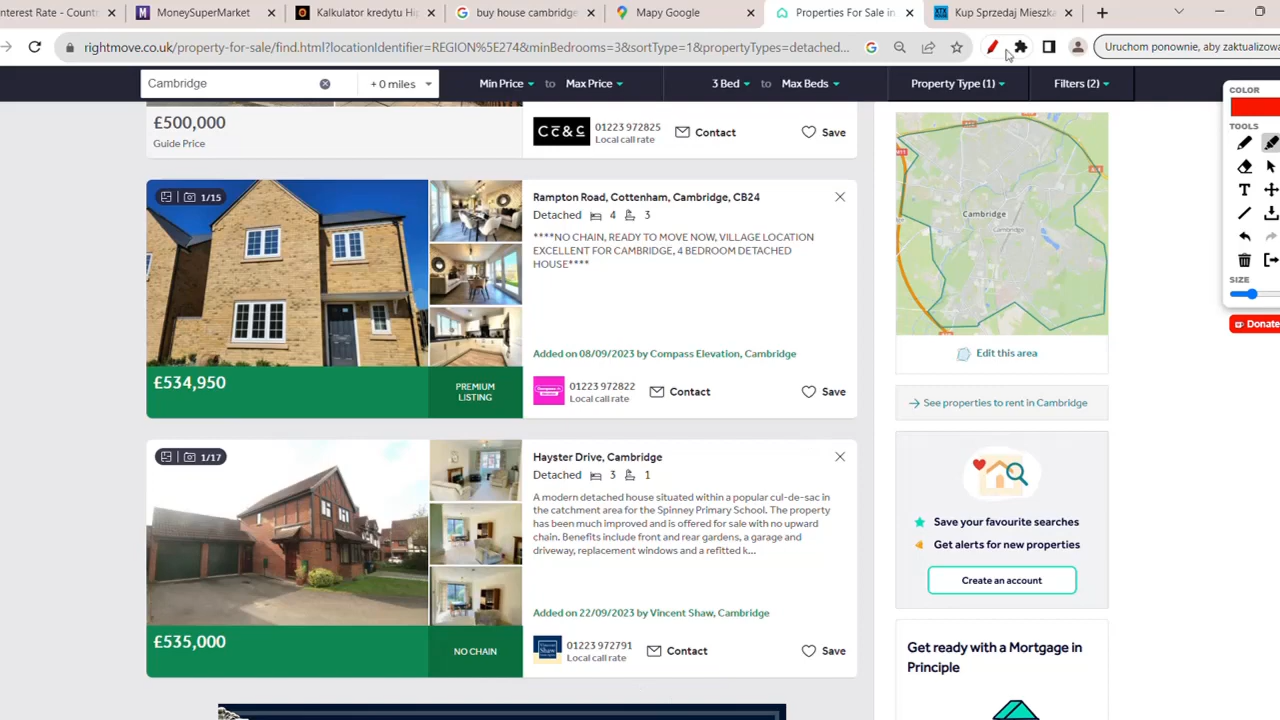 nterest Rate - Countr
MoneySuperMarket
Kalkulator kredytu Hip
buy house cambridge
Mapy Google
Properties For Sale in
Kup Sprzedaj Mieszka
rightmove.co.uk/property-for-sale/find.html?locationIdentifier=REGION%5E274&minBedrooms=3&sortType=1&propertyTypes=detached...
Uruchom ponownie, aby zaktualizowa
Cambridge
+ 0 miles
Min Price to Max Price
3 Bed to Max Beds
Property Type (1)
Filters (2)
COLOR
TOOLS
SIZE
Donate
£500,000
Guide Price
CC&C
01223 972825
Local call rate
Contact
Save
1/15
Rampton Road, Cottenham, Cambridge, CB24
Detached 4 3
****NO CHAIN, READY TO MOVE NOW, VILLAGE LOCATION
EXCELLENT FOR CAMBRIDGE, 4 BEDROOM DETACHED
HOUSE****
Added on 08/09/2023 by Compass Elevation, Cambridge
£534,950
PREMIUM
LISTING
01223 972822
Local call rate
Contact
Save
1/17
Hayster Drive, Cambridge
Detached 3 1
A modern detached house situated within a popular cul-de-sac in
the catchment area for the Spinney Primary School. The property
has been much improved and is offered for sale with no upward
chain. Benefits include front and rear gardens, a garage and
driveway, replacement windows and a refitted k...
Added on 22/09/2023 by Vincent Shaw, Cambridge
£535,000
NO CHAIN
01223 972791
Local call rate
Contact
Save
Cambridge
Cambridge
Edit this area
See properties to rent in Cambridge
Save your favourite searches
Get alerts for new properties
Create an account
Get ready with a Mortgage in
Principle